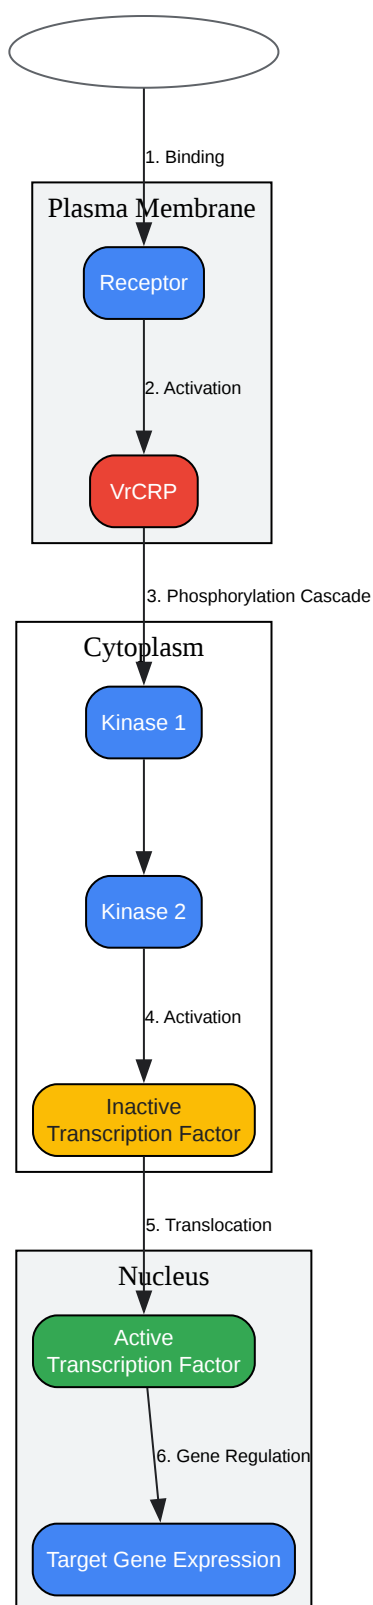 1. Binding
Plasma Membrane
Receptor
2. Activation
VrCRP
3. Phosphorylation Cascade
Cytoplasm
Kinase 1
Kinase 2
4. Activation
Inactive
Transcription Factor
5. Translocation
Nucleus
Active
Transcription Factor
6. Gene Regulation
Target Gene Expression